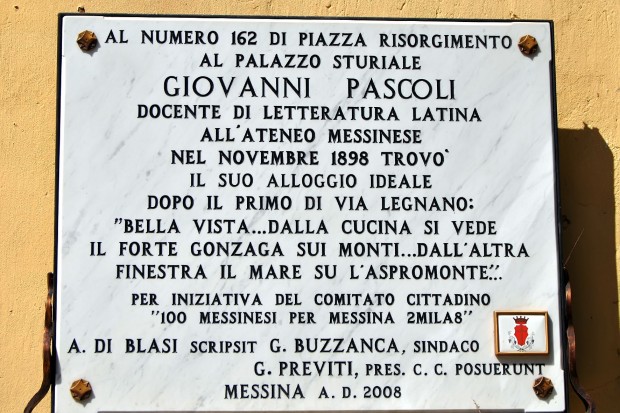 AL NUMERO 162 DI PIAZZA RISORGIMENTO
AL PALAZZO STURIALE
GIOVANNI PASCOLI
DOCENTE DI LETTERATURA LATINA
ALL'ATENEO MESSINESE
NEL NOVEMBRE 1898 TROVO'
IL SUO ALLOGGIO IDEALE
DOPO IL PRIMO DI VIA LEGNANO:
"BELLA VISTA...DALLA CUCINA SI VEDE
IL FORTE GONZAGA SUI MONTI...DALL'ALTRA
FINESTRA IL MARE SU L'ASPROMONTE"...
PER INIZIATIVA DEL COMITATO CITTADINO
"100 MESSINESI PER MESSINA 2MILA8"
A. DI BLASI SCRIPSIT G. BUZZANCA, SINDACO
G. PREVITI, PRES. C. C. POSUERUNT
MESSINA A. D. 2008